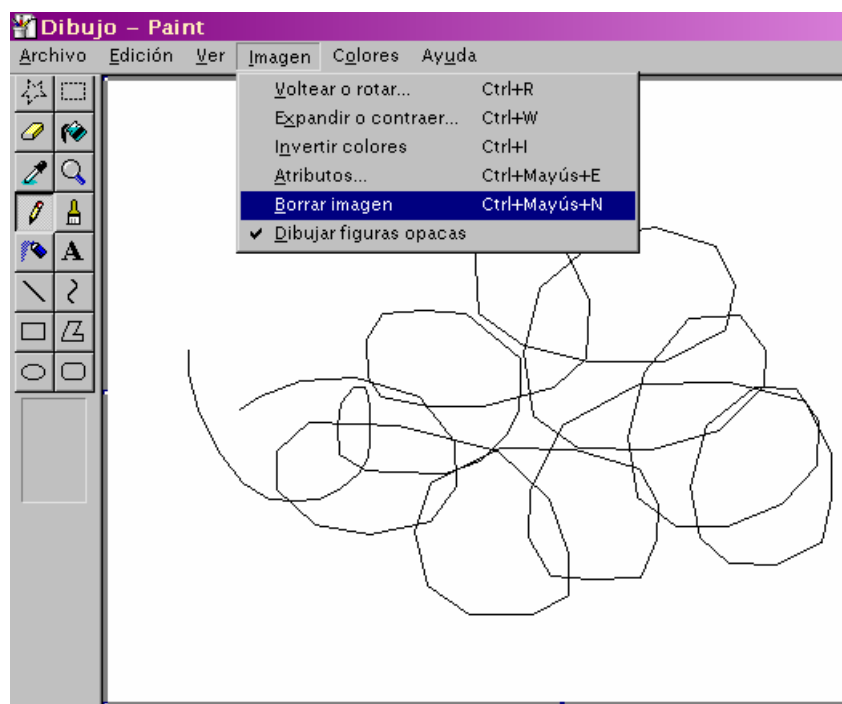 Dibujo – Paint
Archivo Edición Ver Imagen Colores Ayuda
Voltear o rotar... Ctrl+R
Expandir o contraer... Ctrl+W
Invertir colores Ctrl+I
Atributos... Ctrl+Mayús+E
Borrar imagen Ctrl+Mayús+N
✔ Dibujar figuras opacas
A